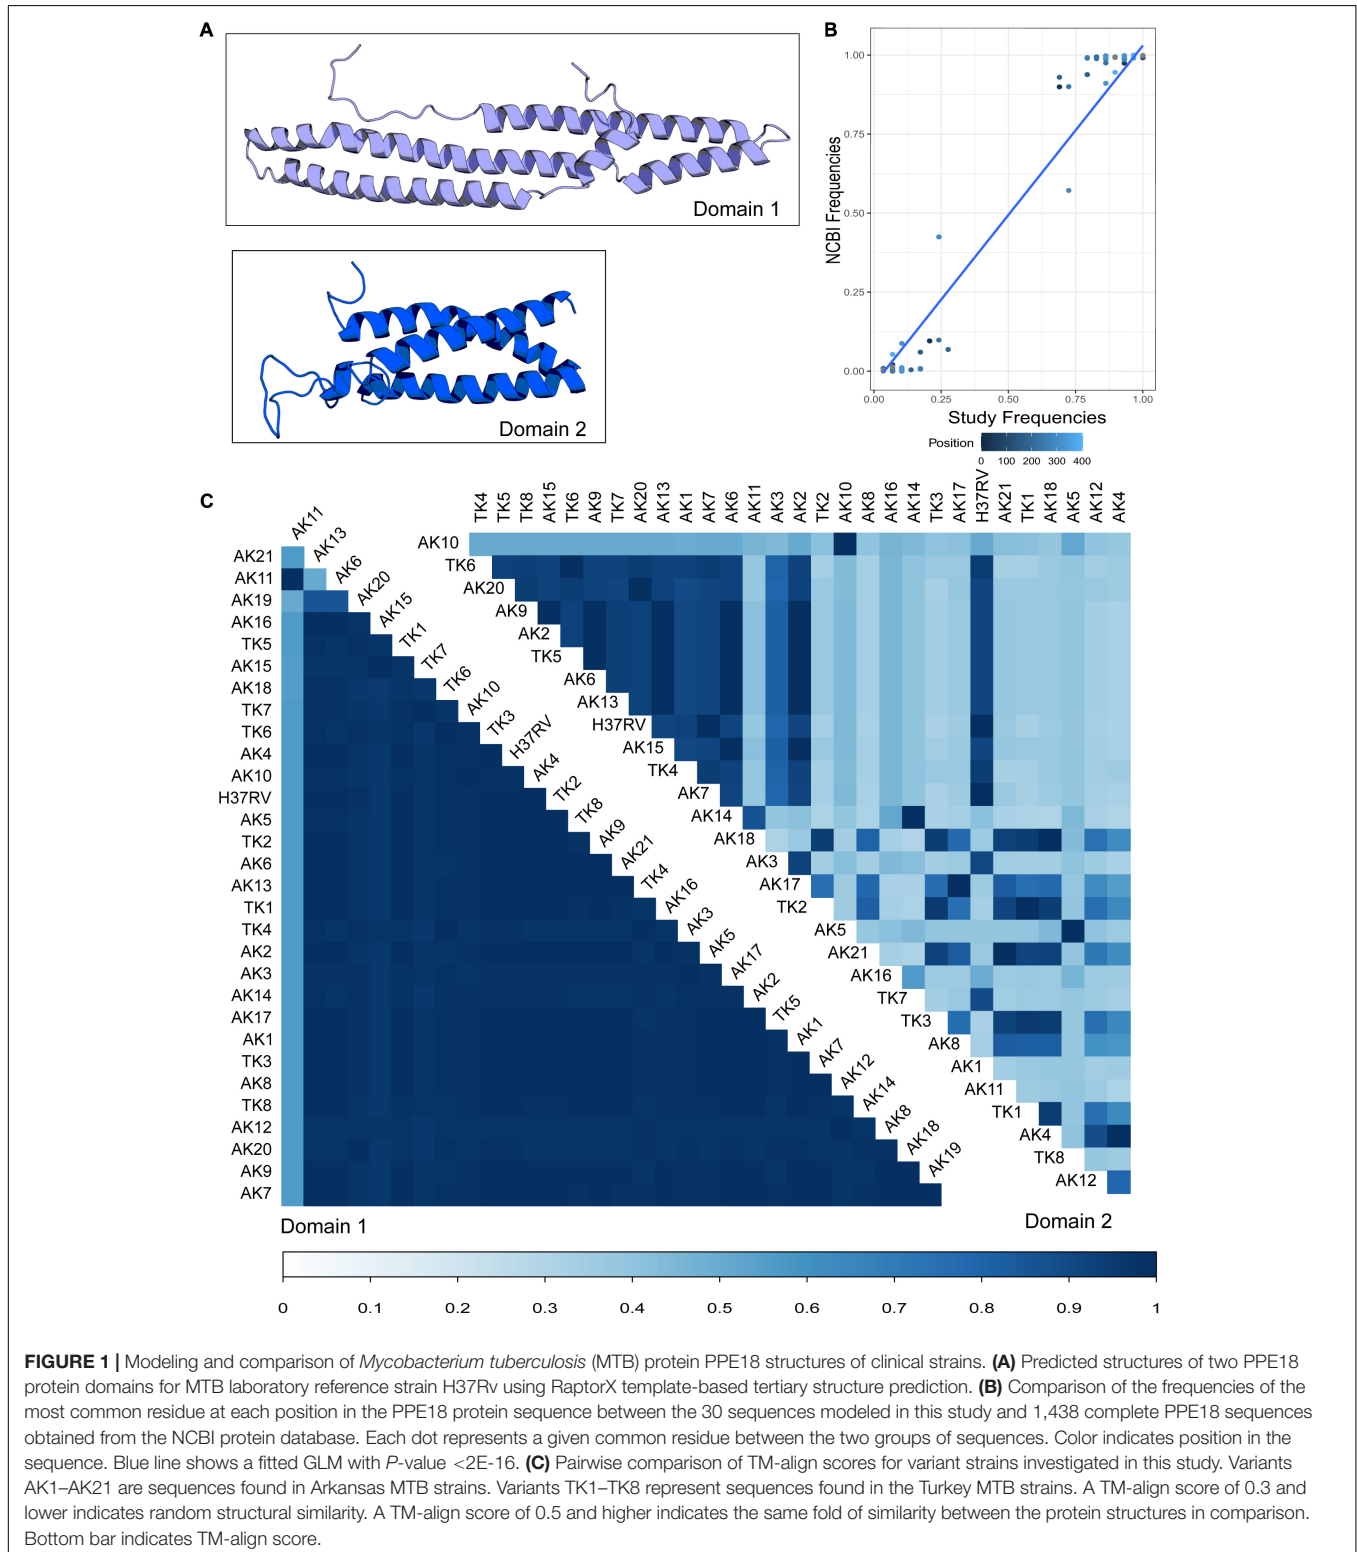 A
Domain 1
Domain 2
B
NCBI Frequencies
1.00
0.75
0.50
0.25
0.00
0.00 0.25 0.50 0.75 1.00
Study Frequencies
Position
0 100 200 300 400
C
TK4 TK5 TK8 AK15 TK6 AK9 TK7 AK20 AK13 AK1 AK7 AK6 AK11 AK3 AK2 TK2 AK10 AK8 AK16 AK14 TK3 AK17 H37RV AK21 TK1 AK18 AK5 AK12 AK4
AK10
TK6
AK20
AK9
AK2
TK5
AK6
AK13
H37RV
AK15
TK4
AK7
AK14
AK18
AK3
AK17
TK2
AK5
AK21
AK16
TK7
TK3
AK8
AK1
AK11
TK1
AK4
TK8
AK12
Domain 2
AK11
AK13
AK6
AK20
AK15
TK1
TK7
TK6
AK10
TK3
H37RV
AK4
TK2
TK8
AK9
AK21
TK4
AK16
AK3
AK5
AK17
AK2
TK5
AK1
AK7
AK12
AK14
AK8
AK18
AK19
AK21
AK11
AK19
AK16
TK5
AK15
AK18
TK7
TK6
AK4
AK10
H37RV
AK5
TK2
AK6
AK13
TK1
TK4
AK2
AK3
AK14
AK17
AK1
TK3
AK8
TK8
AK12
AK20
AK9
AK7
Domain 1
0 0.1 0.2 0.3 0.4 0.5 0.6 0.7 0.8 0.9 1
FIGURE 1 | Modeling and comparison of Mycobacterium tuberculosis (MTB) protein PPE18 structures of clinical strains. (A) Predicted structures of two PPE18
protein domains for MTB laboratory reference strain H37Rv using RaptorX template-based tertiary structure prediction. (B) Comparison of the frequencies of the
most common residue at each position in the PPE18 protein sequence between the 30 sequences modeled in this study and 1,438 complete PPE18 sequences
obtained from the NCBI protein database. Each dot represents a given common residue between the two groups of sequences. Color indicates position in the
sequence. Blue line shows a fitted GLM with P-value <2E-16. (C) Pairwise comparison of TM-align scores for variant strains investigated in this study. Variants
AK1–AK21 are sequences found in Arkansas MTB strains. Variants TK1–TK8 represent sequences found in the Turkey MTB strains. A TM-align score of 0.3 and
lower indicates random structural similarity. A TM-align score of 0.5 and higher indicates the same fold of similarity between the protein structures in comparison.
Bottom bar indicates TM-align score.